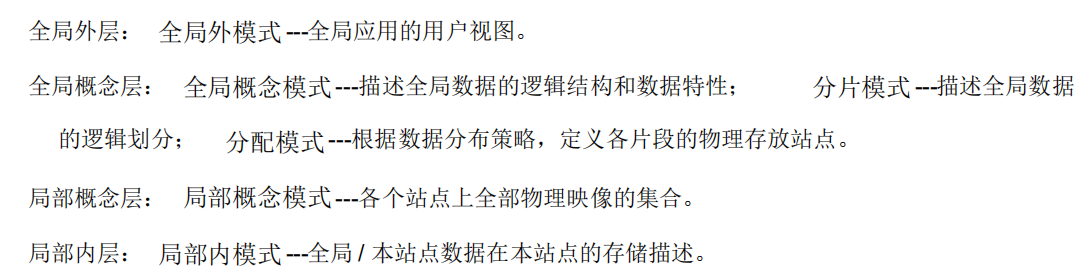 全局外层： 全局外模式 ---全局应用的用户视图。
全局概念层： 全局概念模式---描述全局数据的逻辑结构和数据特性； 分片模式 ---描述全局数据
的逻辑划分； 分配模式 ---根据数据分布策略，定义各片段的物理存放站点。
局部概念层： 局部概念模式 ---各个站点上全部物理映像的集合。
局部内层： 局部内模式 ---全局 / 本站点数据在本站点的存储描述。